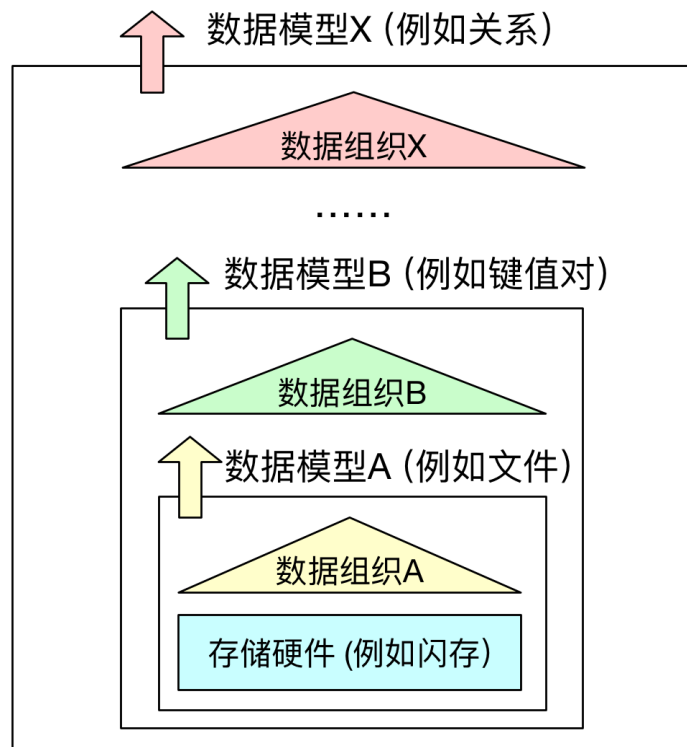 数据模型X (例如关系)
数据组织X
······
数据模型B (例如键值对)
数据组织B
数据模型A (例如文件)
数据组织A
存储硬件 (例如闪存)